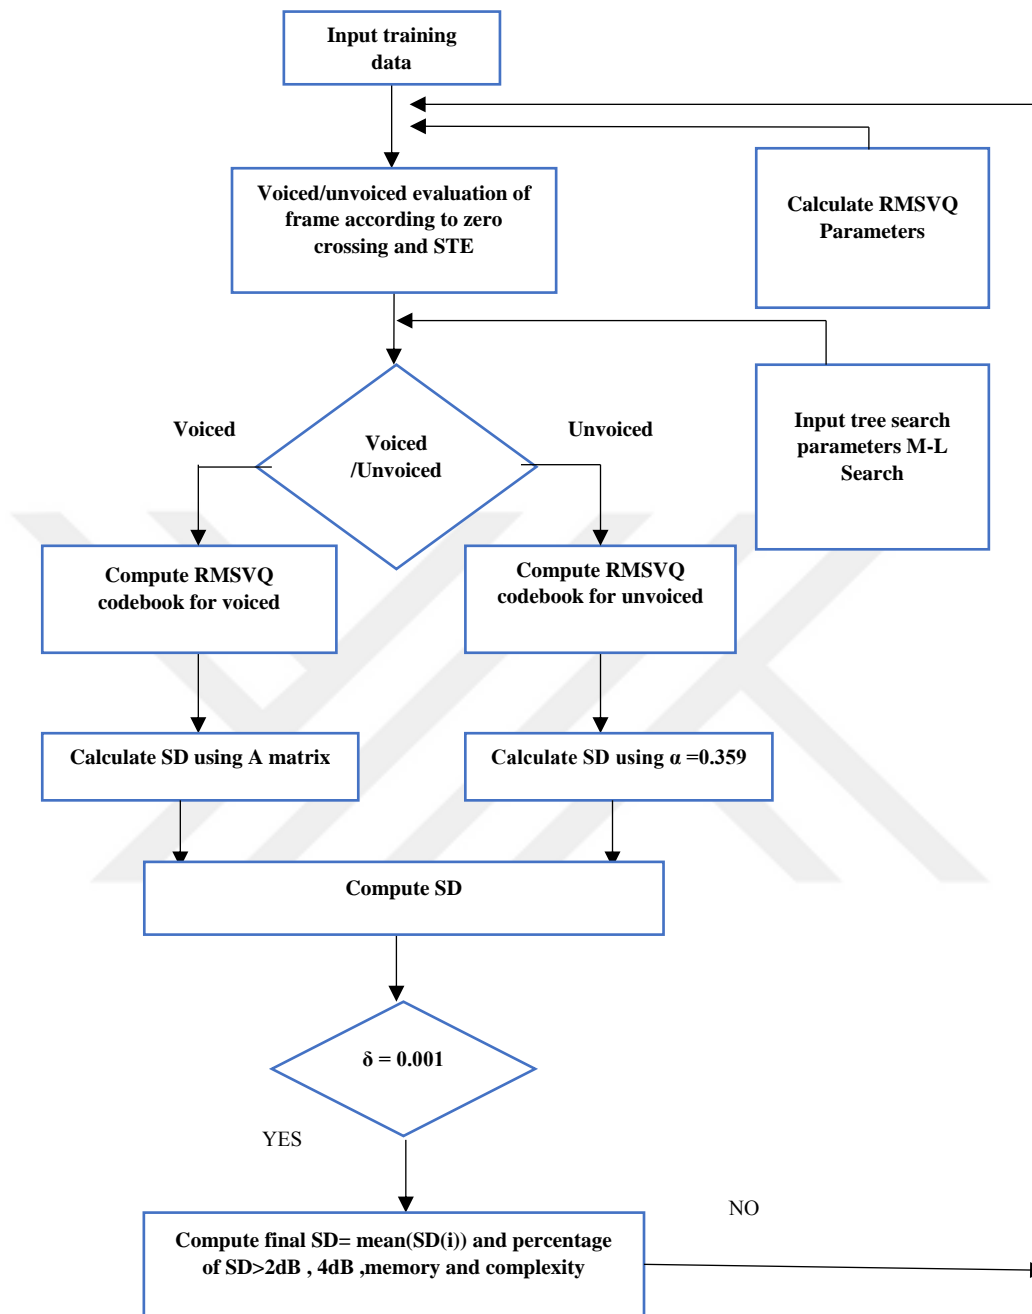 Input training
data
Voiced/unvoiced evaluation of
frame according to zero
crossing and STE
Calculate RMSVQ
Parameters
Input tree search
parameters M-L
Search
Voiced
Unvoiced
Voiced
/Unvoiced
Compute RMSVQ
codebook for voiced
Compute RMSVQ
codebook for unvoiced
Calculate SD using A matrix
Calculate SD using α =0.359
Compute SD
δ = 0.001
YES
NO
Compute final SD= mean(SD(i)) and percentage
of SD>2dB , 4dB ,memory and complexity